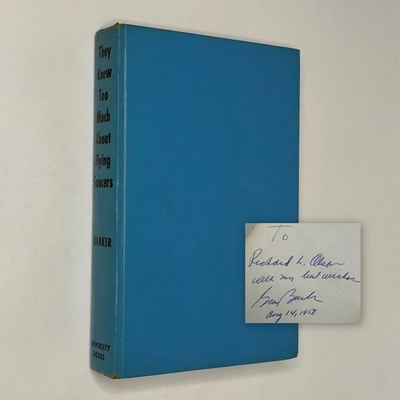 They
Knew
Too
Much
About
Flying
Saucers
BARKER
UNIVERSITY
BOOKS
To
Richard L. Olson
with my best wishes
Gray Barker
Aug 14, 1958